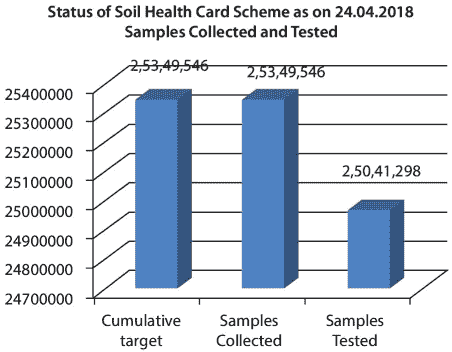 Status of Soil Health Card Scheme as on 24.04.2018
Samples Collected and Tested
2,53,49,546
2,53,49,546
2,50,41,298
25400000
25300000
25200000
25100000
25000000
24900000
24800000
24700000
Cumulative
target
Samples
Collected
Samples
Tested